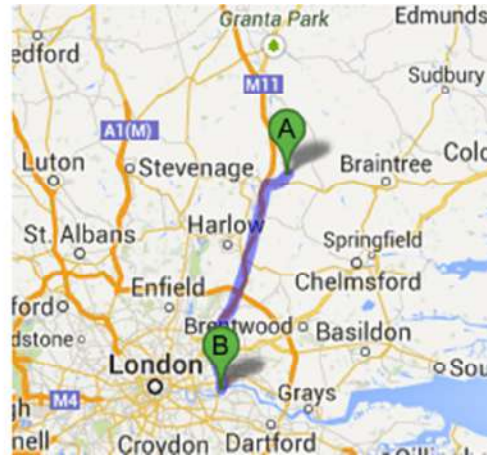 Granta Park
Edmunds
edford
M11
Sudbury
A
A1(M)
Luton
Stevenage
Braintree
Colc
Harlow
St. Albans
Springfield
Chelmsford
Enfield
ford
Brentwood
dstone
B
Basildon
London
Sou
M4
Grays
gh
nell
Croydon
Dartford